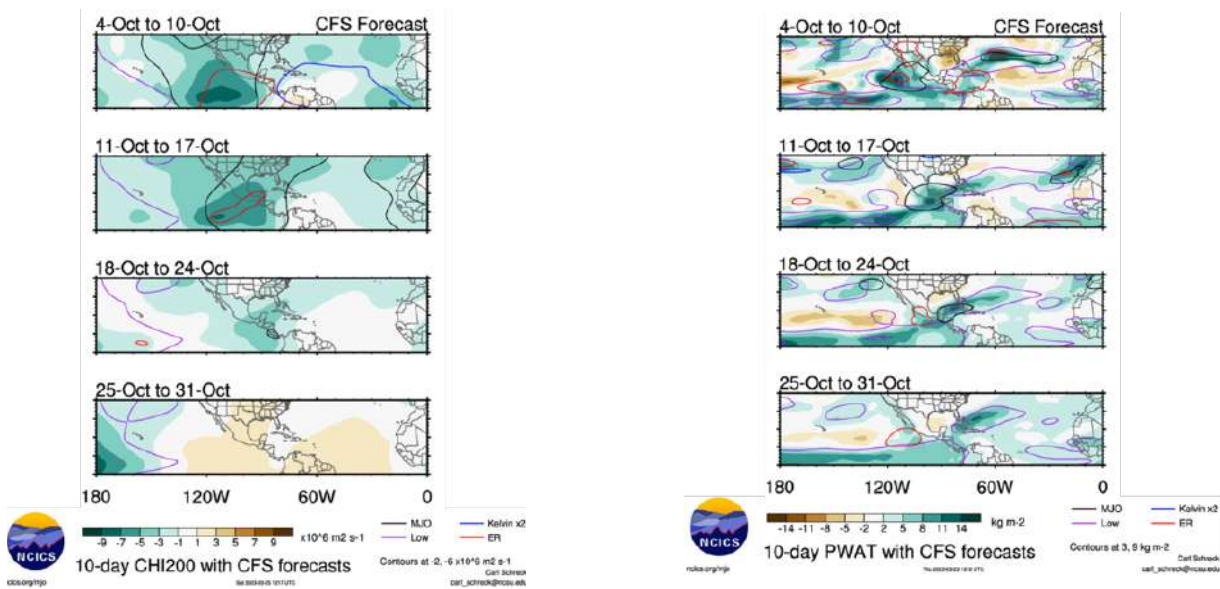 4-Oct to 10-Oct CFS Forecast
11-Oct to 17-Oct
18-Oct to 24-Oct
25-Oct to 31-Oct
180 120W 60W 0
-9 -7 -5 -3 -1 1 3 5 7 9 x10^6 m2 s-1
MJO Kelvin x2
Low ER
NCICS
10-day CHI200 with CFS forecasts
Contours at -2, -6 x10^6 m2 s-1
Carl Schreck
ncics.org/mjo
carl_schreck@ncsu.edu
4-Oct to 10-Oct CFS Forecast
11-Oct to 17-Oct
18-Oct to 24-Oct
25-Oct to 31-Oct
180 120W 60W 0
-14 -11 -8 -5 -2 2 5 8 11 14 kg m-2
MJO Kelvin x2
Low ER
NCICS
10-day PWAT with CFS forecasts
Contours at 3, 9 kg m-2
Carl Schreck
ncics.org/mjo
carl_schreck@ncsu.edu